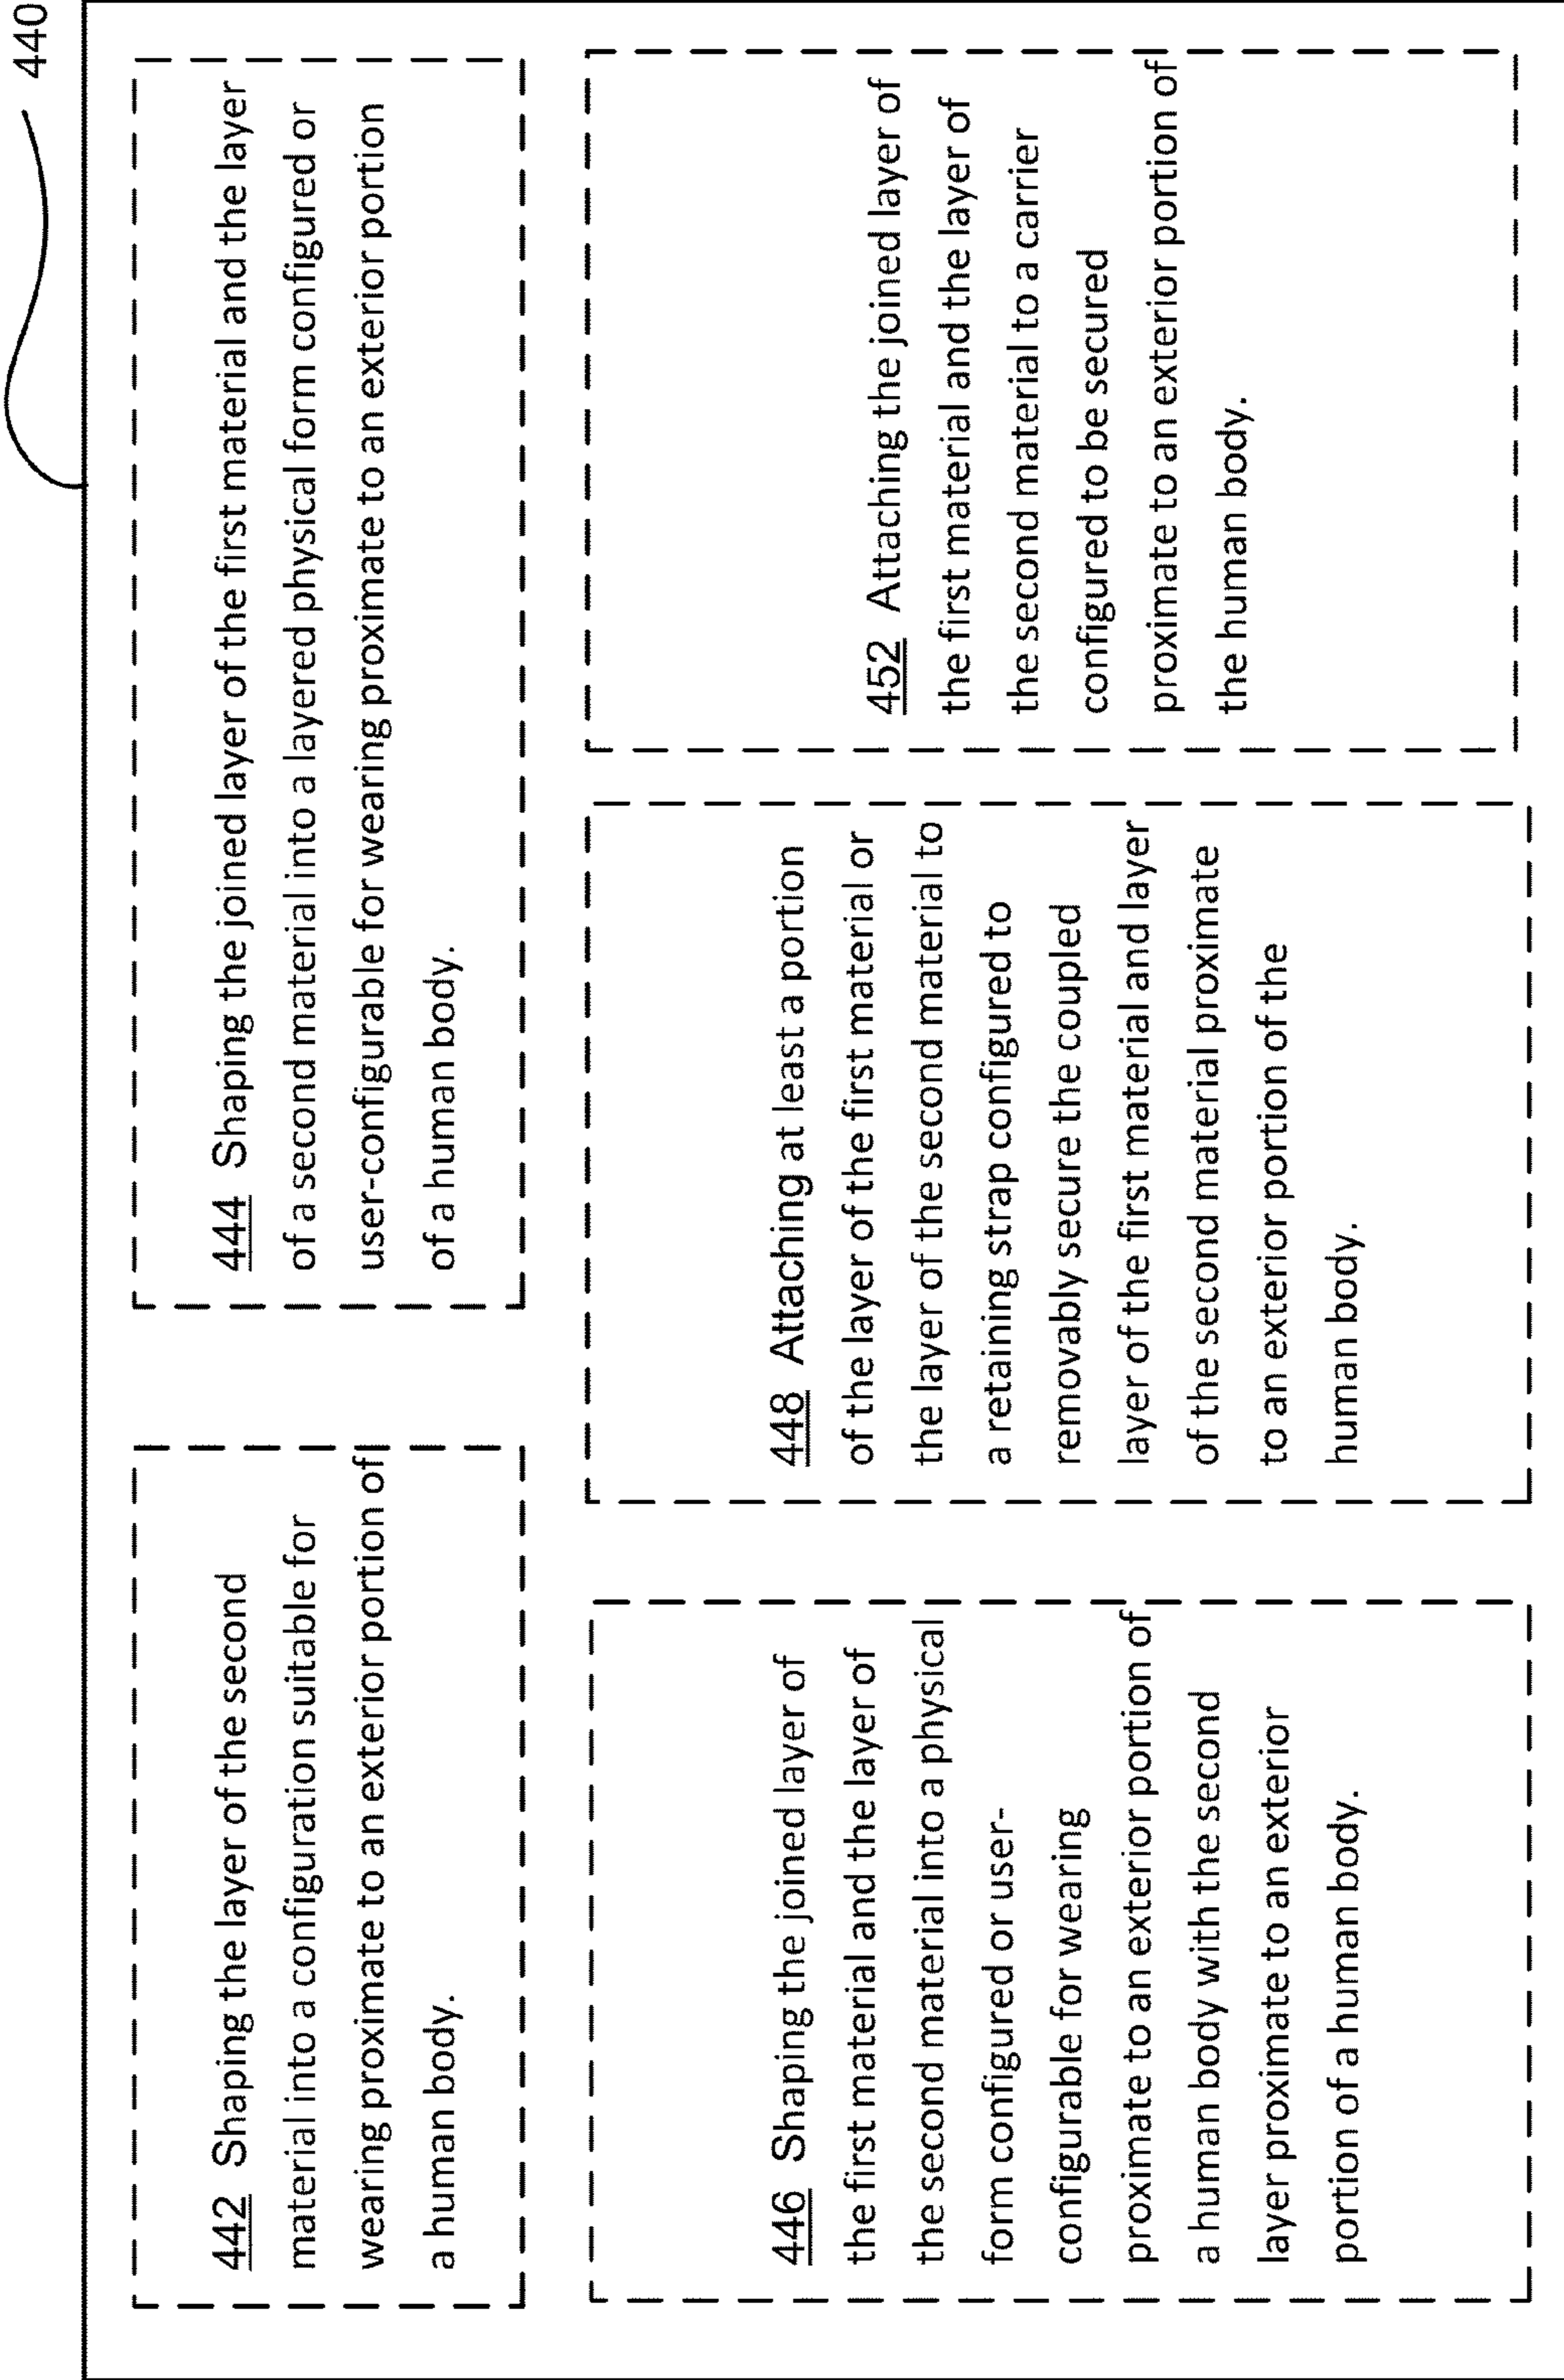 440
442 Shaping the layer of the second
material into a configuration suitable for
wearing proximate to an exterior portion of
a human body.
444 Shaping the joined layer of the first material and the layer
of a second material into a layered physical form configured or
user-configurable for wearing proximate to an exterior portion
of a human body.
446 Shaping the joined layer of
the first material and the layer of
the second material into a physical
form configured or user-
configurable for wearing
proximate to an exterior portion of
a human body with the second
layer proximate to an exterior
portion of a human body.
448 Attaching at least a portion
of the layer of the first material or
the layer of the second material to
a retaining strap configured to
removably secure the coupled
layer of the first material and layer
of the second material proximate
to an exterior portion of the
human body.
452 Attaching the joined layer of
the first material and the layer of
the second material to a carrier
configured to be secured
proximate to an exterior portion of
the human body.